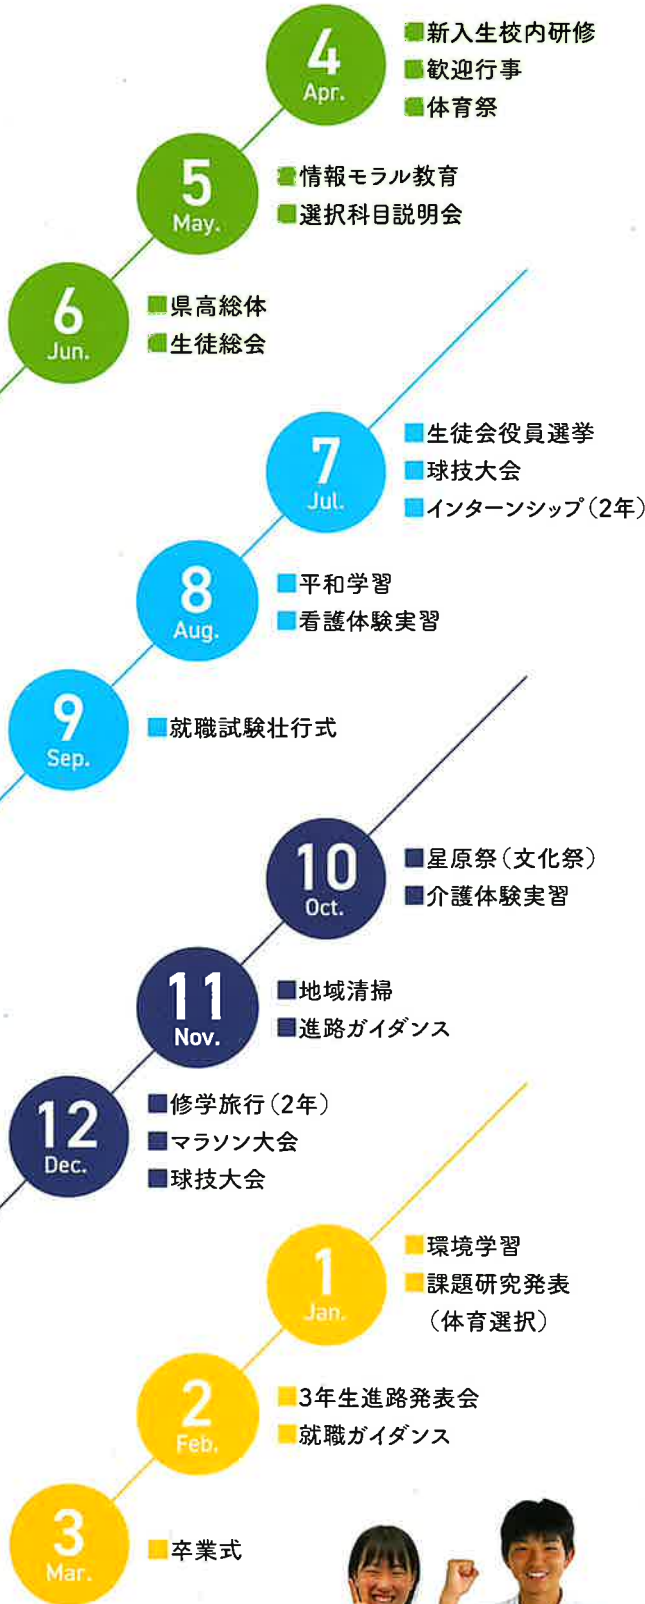 4
Apr.
■新入生校内研修
■歓迎行事
■体育祭
5
May.
■情報モラル教育
■選択科目説明会
6
Jun.
■県高総体
■生徒総会
7
Jul.
■生徒会役員選挙
■球技大会
■インターンシップ（2年）
8
Aug.
■平和学習
■看護体験実習
9
Sep.
■就職試験壮行式
10
Oct.
■星原祭（文化祭）
■介護体験実習
11
Nov.
■地域清掃
■進路ガイダンス
12
Dec.
■修学旅行（2年）
■マラソン大会
■球技大会
1
Jan.
■環境学習
■課題研究発表
（体育選択）
2
Feb.
■3年生進路発表会
■就職ガイダンス
3
Mar.
■卒業式